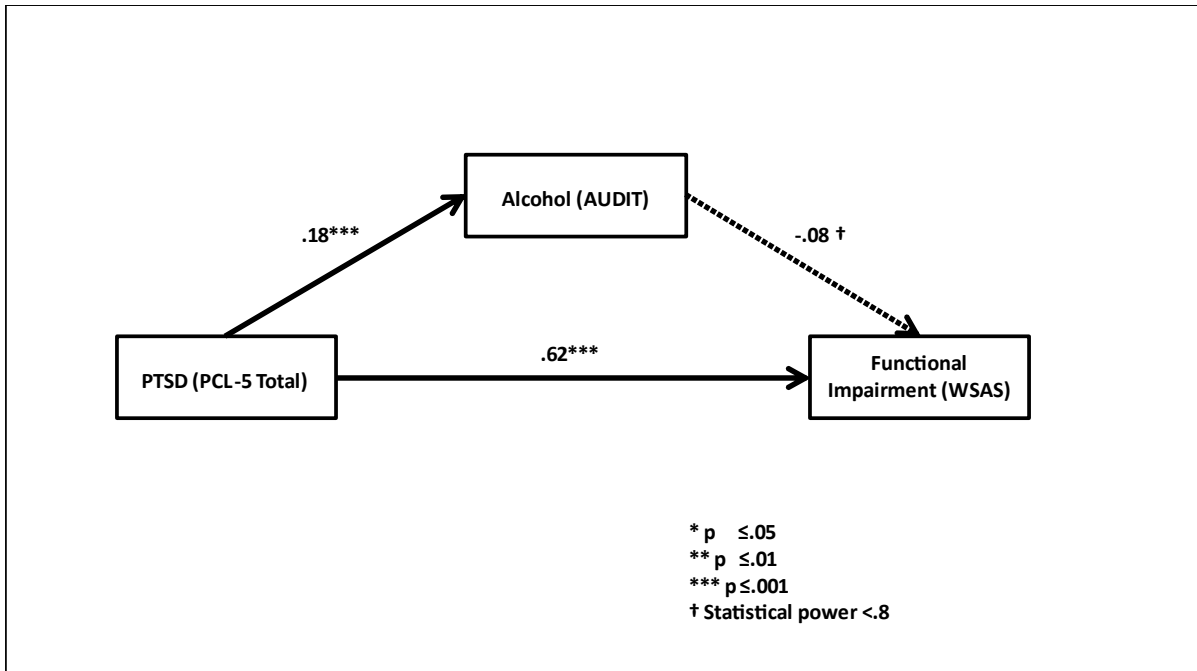 Alcohol (AUDIT)
.18***
-.08 †
PTSD (PCL-5 Total)
.62***
Functional
Impairment (WSAS)
* p ≤.05
** p ≤.01
*** p ≤.001
† Statistical power <.8